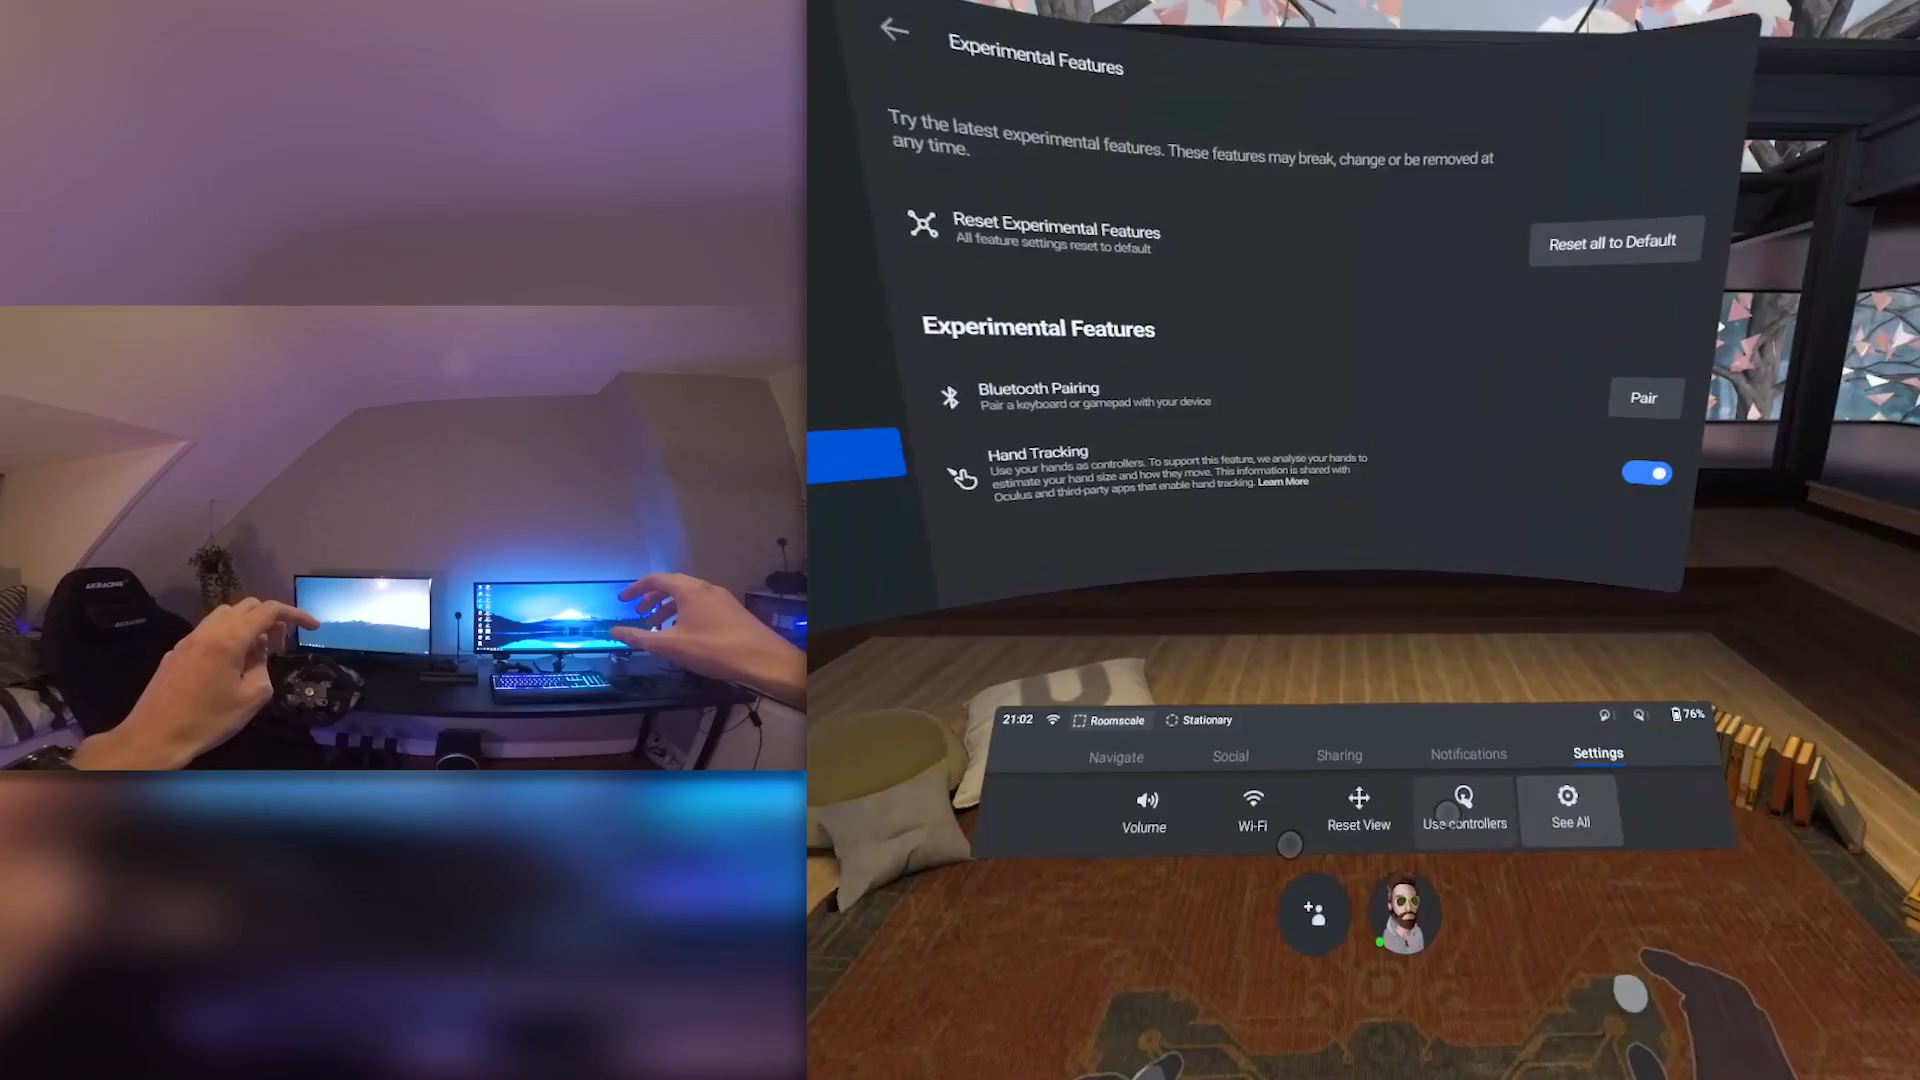 Experimental Features
Try the latest experimental features. These features may break, change or be removed at
any time.
Reset Experimental Features
All feature settings reset to default
Reset all to Default
Experimental Features
Bluetooth Pairing
Pair a keyboard or gamepad with your device
Pair
Hand Tracking
Use your hands as controllers. To support this feature, we analyse your hands to
estimate your hand size and how they move. This information is shared with
Oculus and third-party apps that enable hand tracking. Learn More
AKRACING
21:02
Roomscale
Stationary
76%
Navigate
Social
Sharing
Notifications
Settings
Volume
Wi-Fi
Reset View
Use controllers
See All